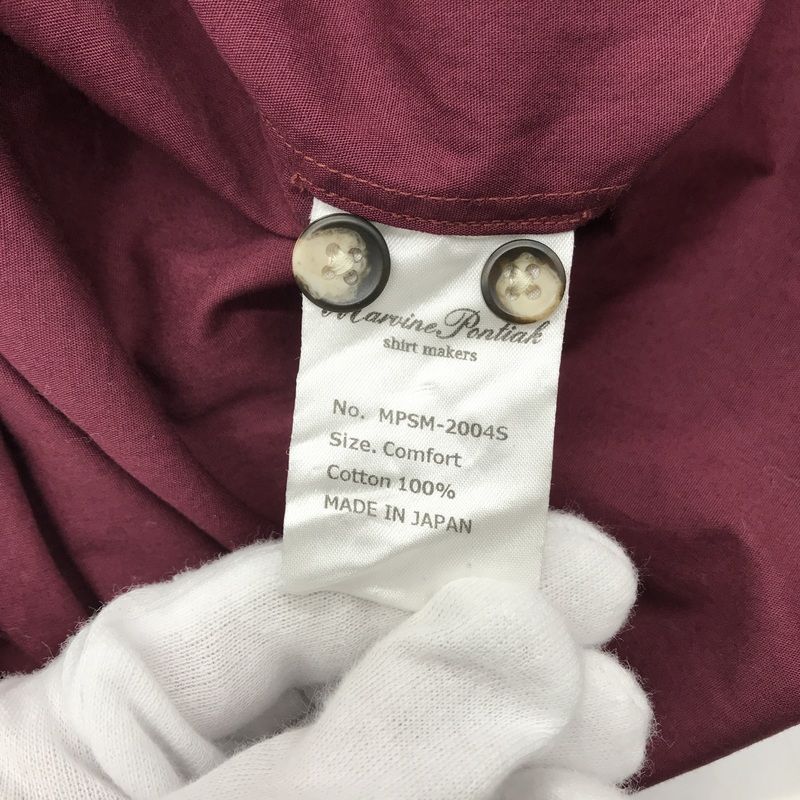 Marvine Pontiak
shirt makers
No. MPSM-2004S
Size. Comfort
Cotton 100%
MADE IN JAPAN